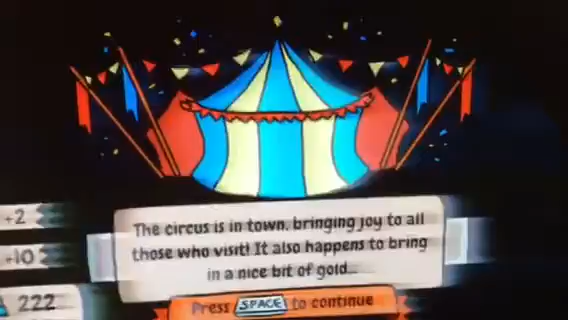 The circus is in town, bringing joy to all
those who visit! It also happens to bring
in a nice bit of gold...
+2
+10
222
Press SPACE to continue